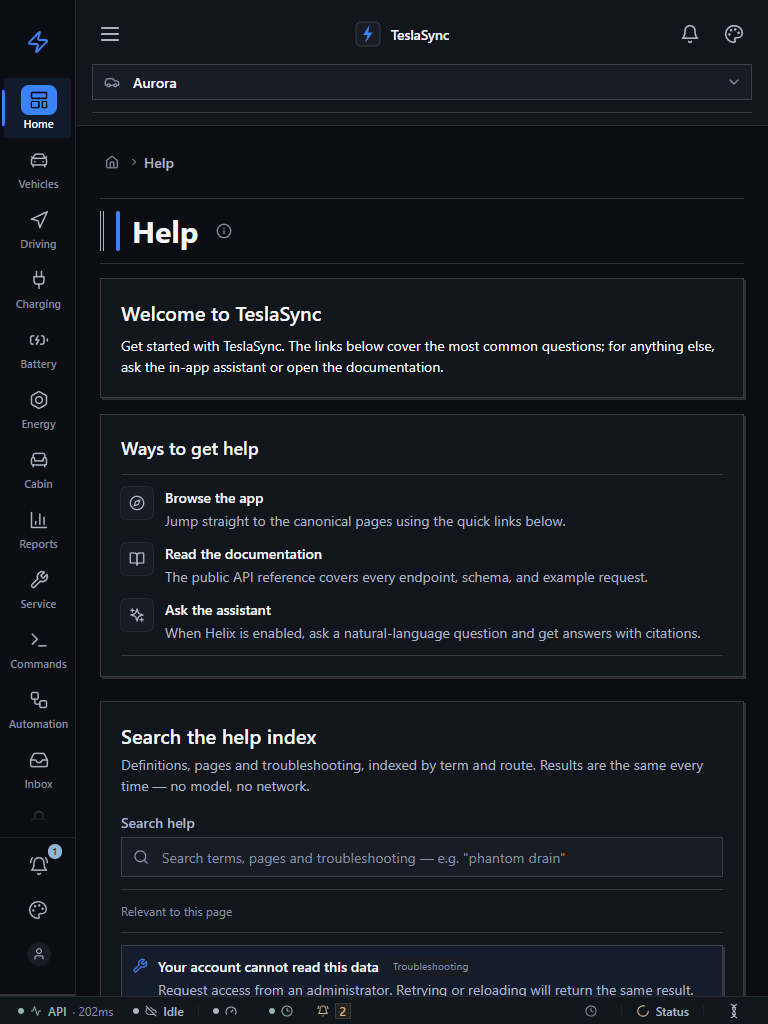 TeslaSync
Aurora
Home
Vehicles
Driving
Charging
Battery
Energy
Cabin
Reports
Service
Commands
Automation
Inbox
1
Help
Help
Welcome to TeslaSync
Get started with TeslaSync. The links below cover the most common questions; for anything else,
ask the in-app assistant or open the documentation.
Ways to get help
Browse the app
Jump straight to the canonical pages using the quick links below.
Read the documentation
The public API reference covers every endpoint, schema, and example request.
Ask the assistant
When Helix is enabled, ask a natural-language question and get answers with citations.
Search the help index
Definitions, pages and troubleshooting, indexed by term and route. Results are the same every
time — no model, no network.
Search help
Search terms, pages and troubleshooting — e.g. "phantom drain"
Relevant to this page
Your account cannot read this data Troubleshooting
Request access from an administrator. Retrying or reloading will return the same result.
API · 202ms Idle 2 Status